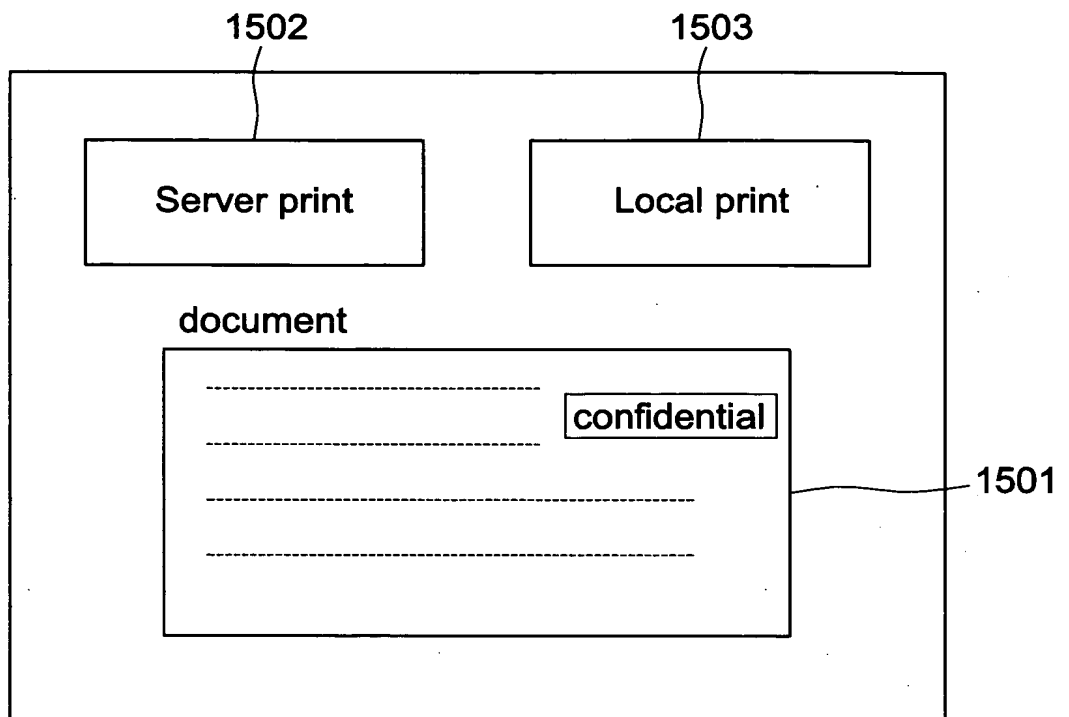 1502 1503
Server print Local print
document
confidential
1501